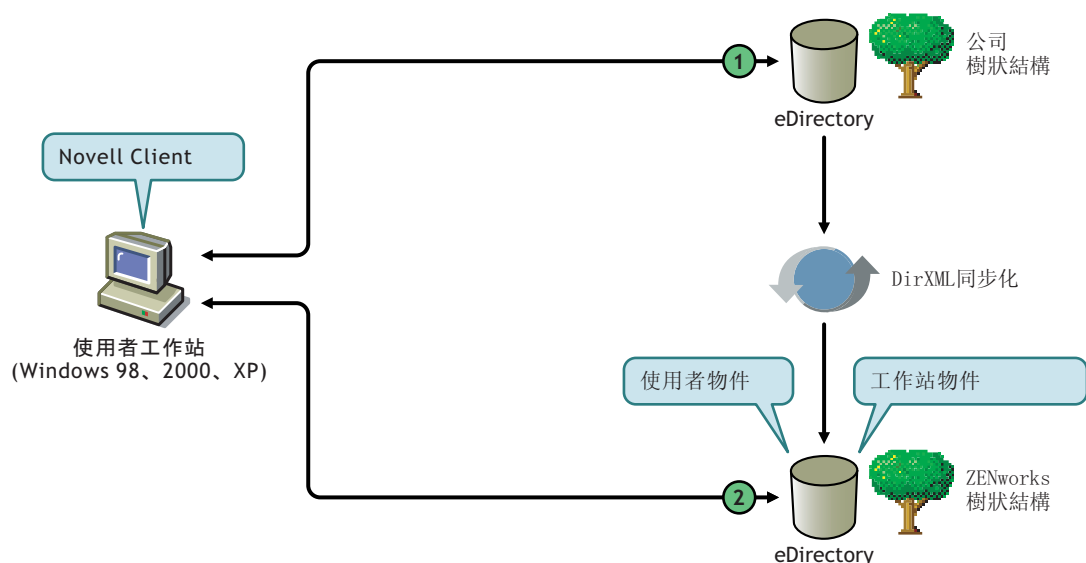 1
公司
樹狀結構
eDirectory
Novell Client
DirXML同步化
使用者工作站
(Windows 98、2000、XP)
使用者物件
工作站物件
2
ZENworks
樹狀結構
eDirectory